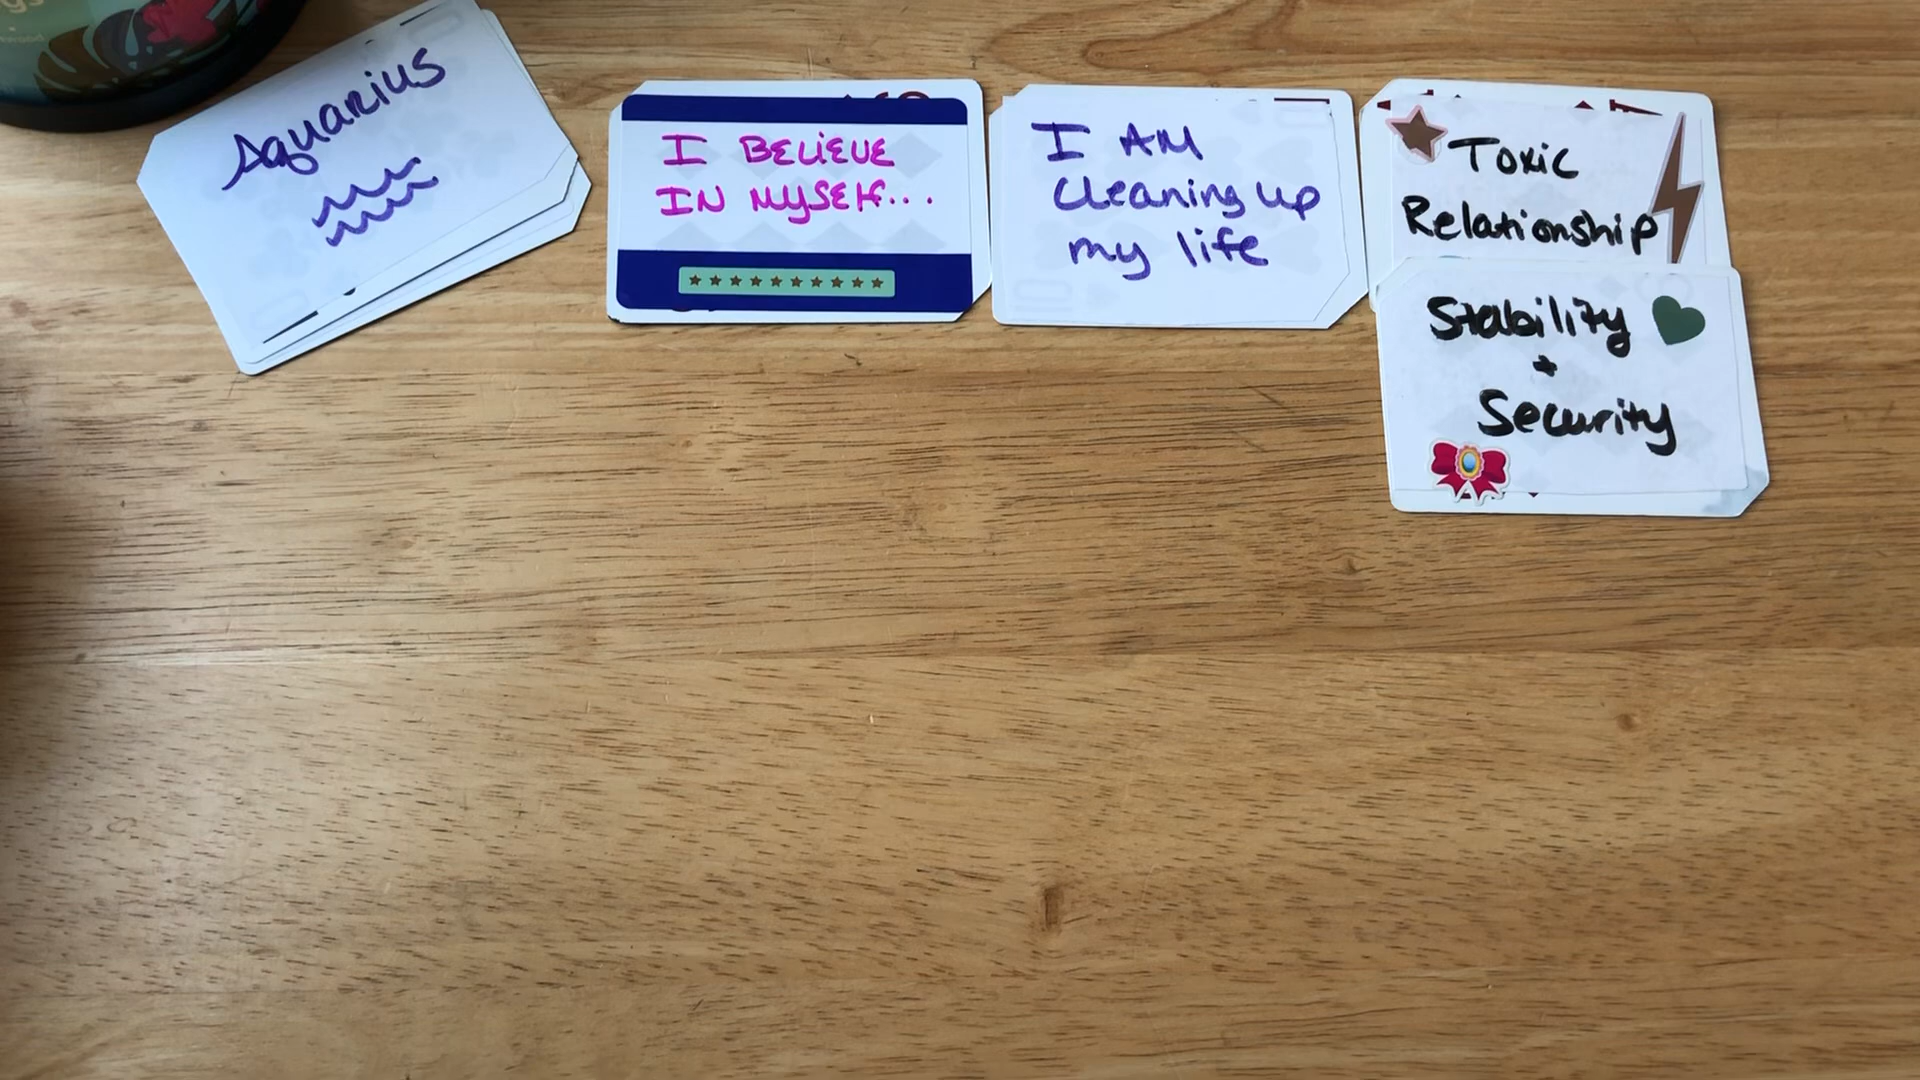 Aquarius
I BELIEVE
IN MYSELF...
I AM
Cleaning up
my life
Toxic
Relationship
Stability
+
Security